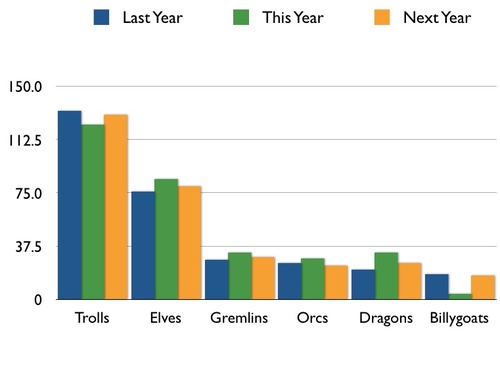 Last Year This Year Next Year
150.0
112.5
75.0
37.5
0
Trolls Elves Gremlins Orcs Dragons Billygoats